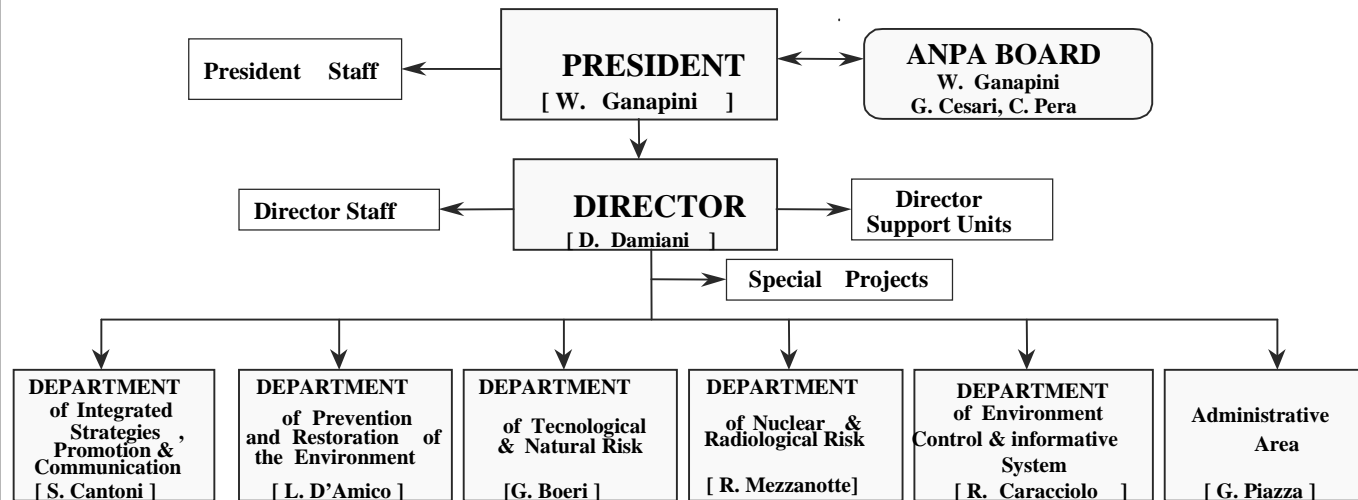 President Staff
PRESIDENT
[ W. Ganapini ]
ANPA BOARD
W. Ganapini
G. Cesari, C. Pera
Director Staff
DIRECTOR
[ D. Damiani ]
Director
Support Units
Special Projects
DEPARTMENT
of Integrated
Strategies ,
Promotion &
Communication
[ S. Cantoni ]
DEPARTMENT
of Prevention
and Restoration of
the Environment
[ L. D'Amico ]
DEPARTMENT
of Tecnological
& Natural Risk
[G. Boeri ]
DEPARTMENT
of Nuclear &
Radiological Risk
[ R. Mezzanotte]
DEPARTMENT
of Environment
Control & informative
System
[ R. Caracciolo ]
Administrative
Area
[ G. Piazza ]